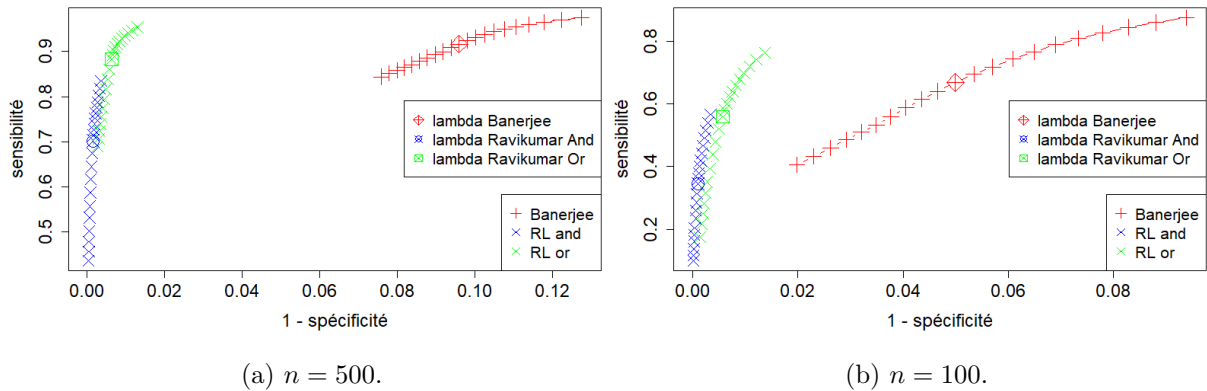 sensibilité
0.9
0.8
0.7
0.6
0.5
0.00 0.02 0.04 0.06 0.08 0.10 0.12
1 - spécificité
lambda Banerjee
lambda Ravikumar And
lambda Ravikumar Or
Banerjee
RL and
RL or
(a) n = 500.
sensibilité
0.8
0.6
0.4
0.2
0.00 0.02 0.04 0.06 0.08
1 - spécificité
lambda Banerjee
lambda Ravikumar And
lambda Ravikumar Or
Banerjee
RL and
RL or
(b) n = 100.